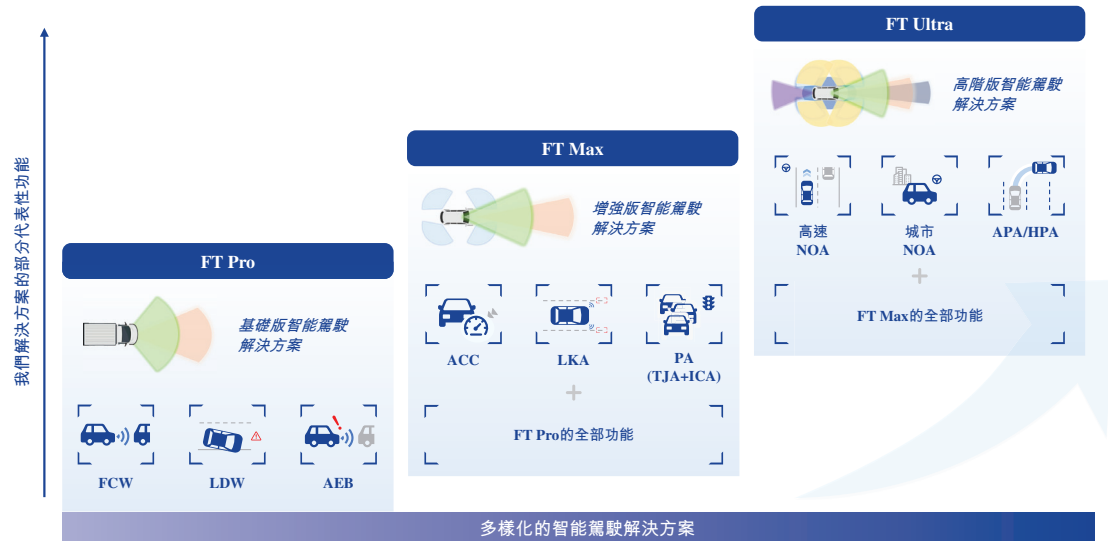 我們解決方案的部分代表性功能
FT Pro
基礎版智能駕駛
解決方案
FCW
LDW
AEB
FT Max
增強版智能駕駛
解決方案
ACC
LKA
PA
(TJA+ICA)
+
FT Pro的全部功能
FT Ultra
高階版智能駕駛
解決方案
高速
NOA
城市
NOA
APA/HPA
+
FT Max的全部功能
多樣化的智能駕駛解決方案